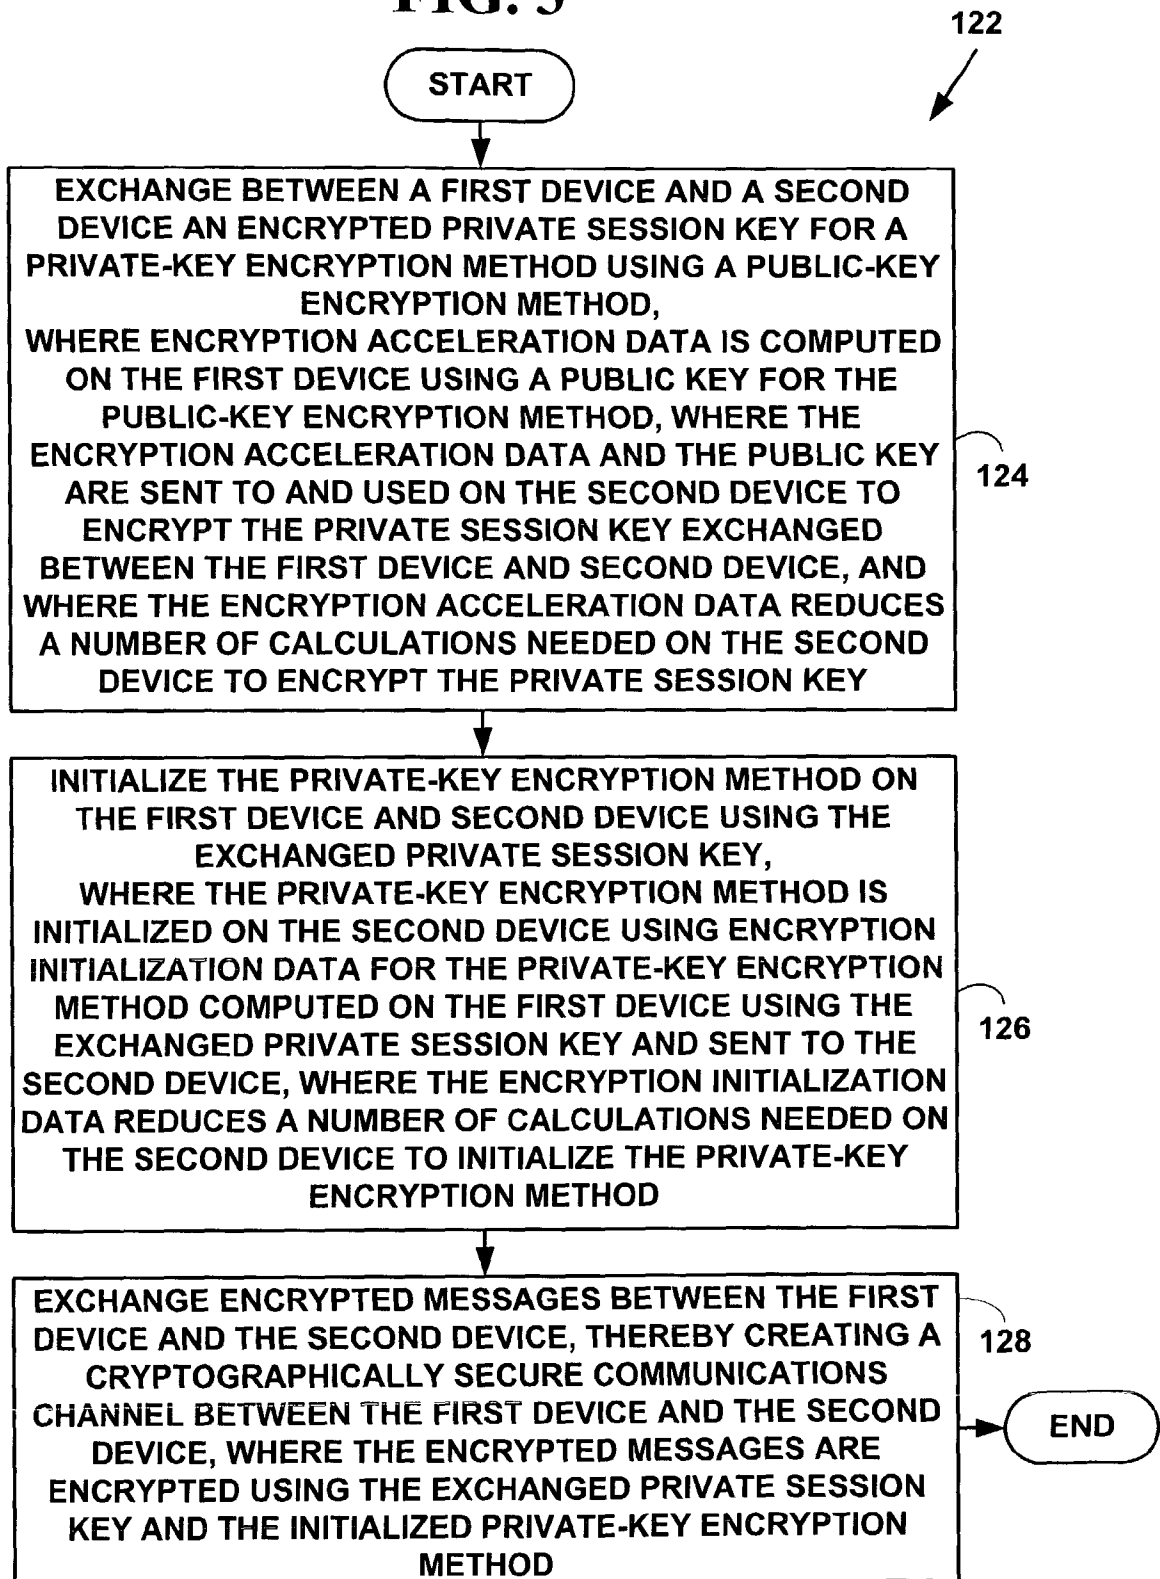 FIG. 5
122
START
EXCHANGE BETWEEN A FIRST DEVICE AND A SECOND
DEVICE AN ENCRYPTED PRIVATE SESSION KEY FOR A
PRIVATE-KEY ENCRYPTION METHOD USING A PUBLIC-KEY
ENCRYPTION METHOD,
WHERE ENCRYPTION ACCELERATION DATA IS COMPUTED
ON THE FIRST DEVICE USING A PUBLIC KEY FOR THE
PUBLIC-KEY ENCRYPTION METHOD, WHERE THE
ENCRYPTION ACCELERATION DATA AND THE PUBLIC KEY
ARE SENT TO AND USED ON THE SECOND DEVICE TO
ENCRYPT THE PRIVATE SESSION KEY EXCHANGED
BETWEEN THE FIRST DEVICE AND SECOND DEVICE, AND
WHERE THE ENCRYPTION ACCELERATION DATA REDUCES
A NUMBER OF CALCULATIONS NEEDED ON THE SECOND
DEVICE TO ENCRYPT THE PRIVATE SESSION KEY
124
INITIALIZE THE PRIVATE-KEY ENCRYPTION METHOD ON
THE FIRST DEVICE AND SECOND DEVICE USING THE
EXCHANGED PRIVATE SESSION KEY,
WHERE THE PRIVATE-KEY ENCRYPTION METHOD IS
INITIALIZED ON THE SECOND DEVICE USING ENCRYPTION
INITIALIZATION DATA FOR THE PRIVATE-KEY ENCRYPTION
METHOD COMPUTED ON THE FIRST DEVICE USING THE
EXCHANGED PRIVATE SESSION KEY AND SENT TO THE
SECOND DEVICE, WHERE THE ENCRYPTION INITIALIZATION
DATA REDUCES A NUMBER OF CALCULATIONS NEEDED ON
THE SECOND DEVICE TO INITIALIZE THE PRIVATE-KEY
ENCRYPTION METHOD
126
EXCHANGE ENCRYPTED MESSAGES BETWEEN THE FIRST
DEVICE AND THE SECOND DEVICE, THEREBY CREATING A
CRYPTOGRAPHICALLY SECURE COMMUNICATIONS
CHANNEL BETWEEN THE FIRST DEVICE AND THE SECOND
DEVICE, WHERE THE ENCRYPTED MESSAGES ARE
ENCRYPTED USING THE EXCHANGED PRIVATE SESSION
KEY AND THE INITIALIZED PRIVATE-KEY ENCRYPTION
METHOD
128
END